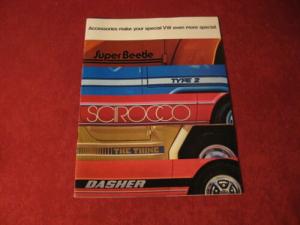 Accessories make your special VW even more special.
Super Beetle
TYPE 2
SCIROCCO
THE THING
DASHER